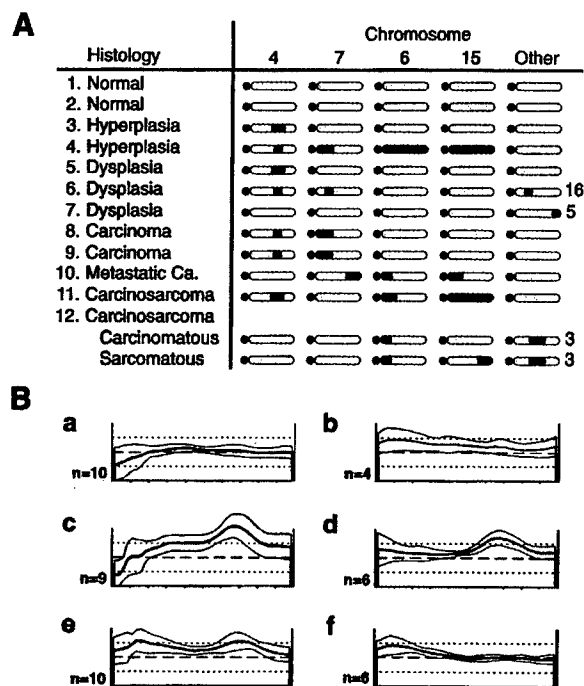 A
Chromosome
Histology 4 7 6 15 Other
1. Normal
2. Normal
3. Hyperplasia
4. Hyperplasia
5. Dysplasia
6. Dysplasia 16
7. Dysplasia 5
8. Carcinoma
9. Carcinoma
10. Metastatic Ca.
11. Carcinosarcoma
12. Carcinosarcoma
Carcinomatous 3
Sarcomatous 3
B
a b
n=10 n=4
c d
n=9 n=6
e f
n=10 n=6